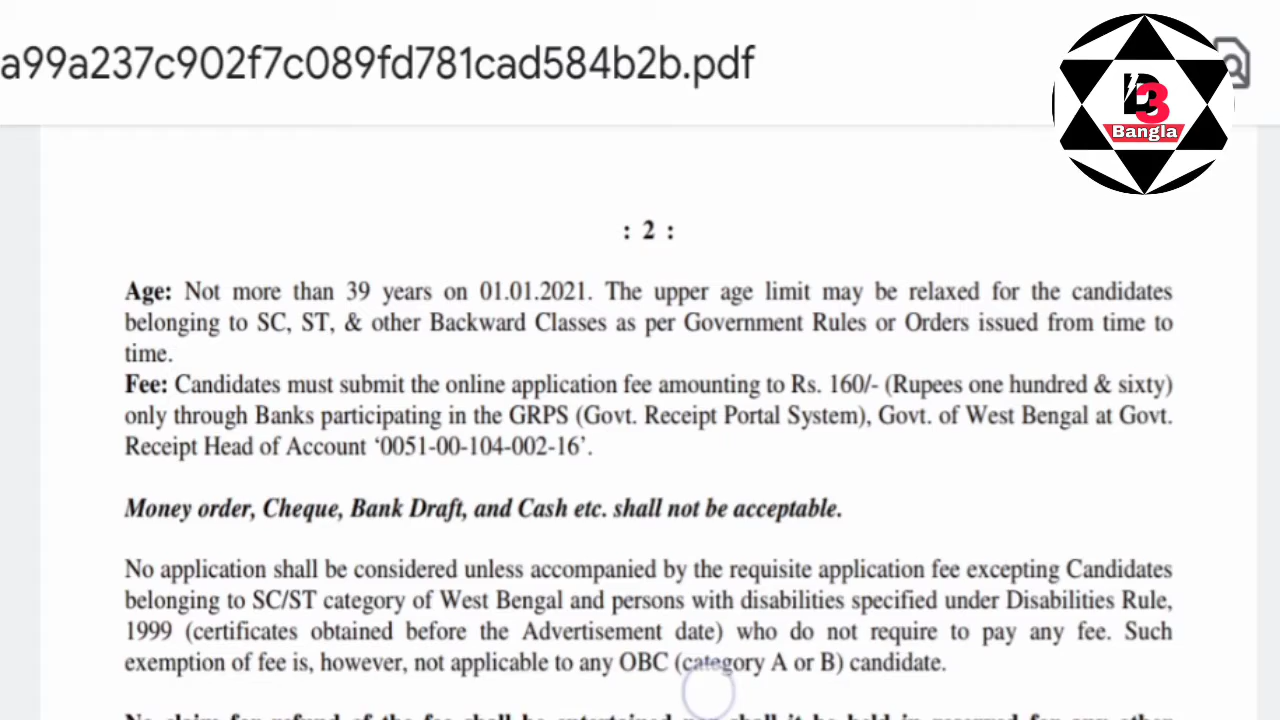 a99a237c902f7c089fd781cad584b2b.pdf
D3
Bangla
: 2 :
Age: Not more than 39 years on 01.01.2021. The upper age limit may be relaxed for the candidates
belonging to SC, ST, & other Backward Classes as per Government Rules or Orders issued from time to
time.
Fee: Candidates must submit the online application fee amounting to Rs. 160/- (Rupees one hundred & sixty)
only through Banks participating in the GRPS (Govt. Receipt Portal System), Govt. of West Bengal at Govt.
Receipt Head of Account ‘0051-00-104-002-16’.
Money order, Cheque, Bank Draft, and Cash etc. shall not be acceptable.
No application shall be considered unless accompanied by the requisite application fee excepting Candidates
belonging to SC/ST category of West Bengal and persons with disabilities specified under Disabilities Rule,
1999 (certificates obtained before the Advertisement date) who do not require to pay any fee. Such
exemption of fee is, however, not applicable to any OBC (category A or B) candidate.